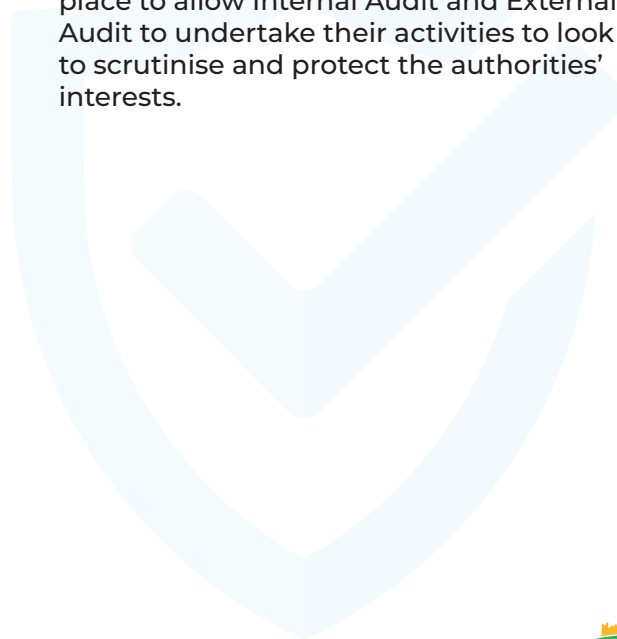 place to allow Internal Audit and External
Audit to undertake their activities to look
to scrutinise and protect the authorities’
interests.